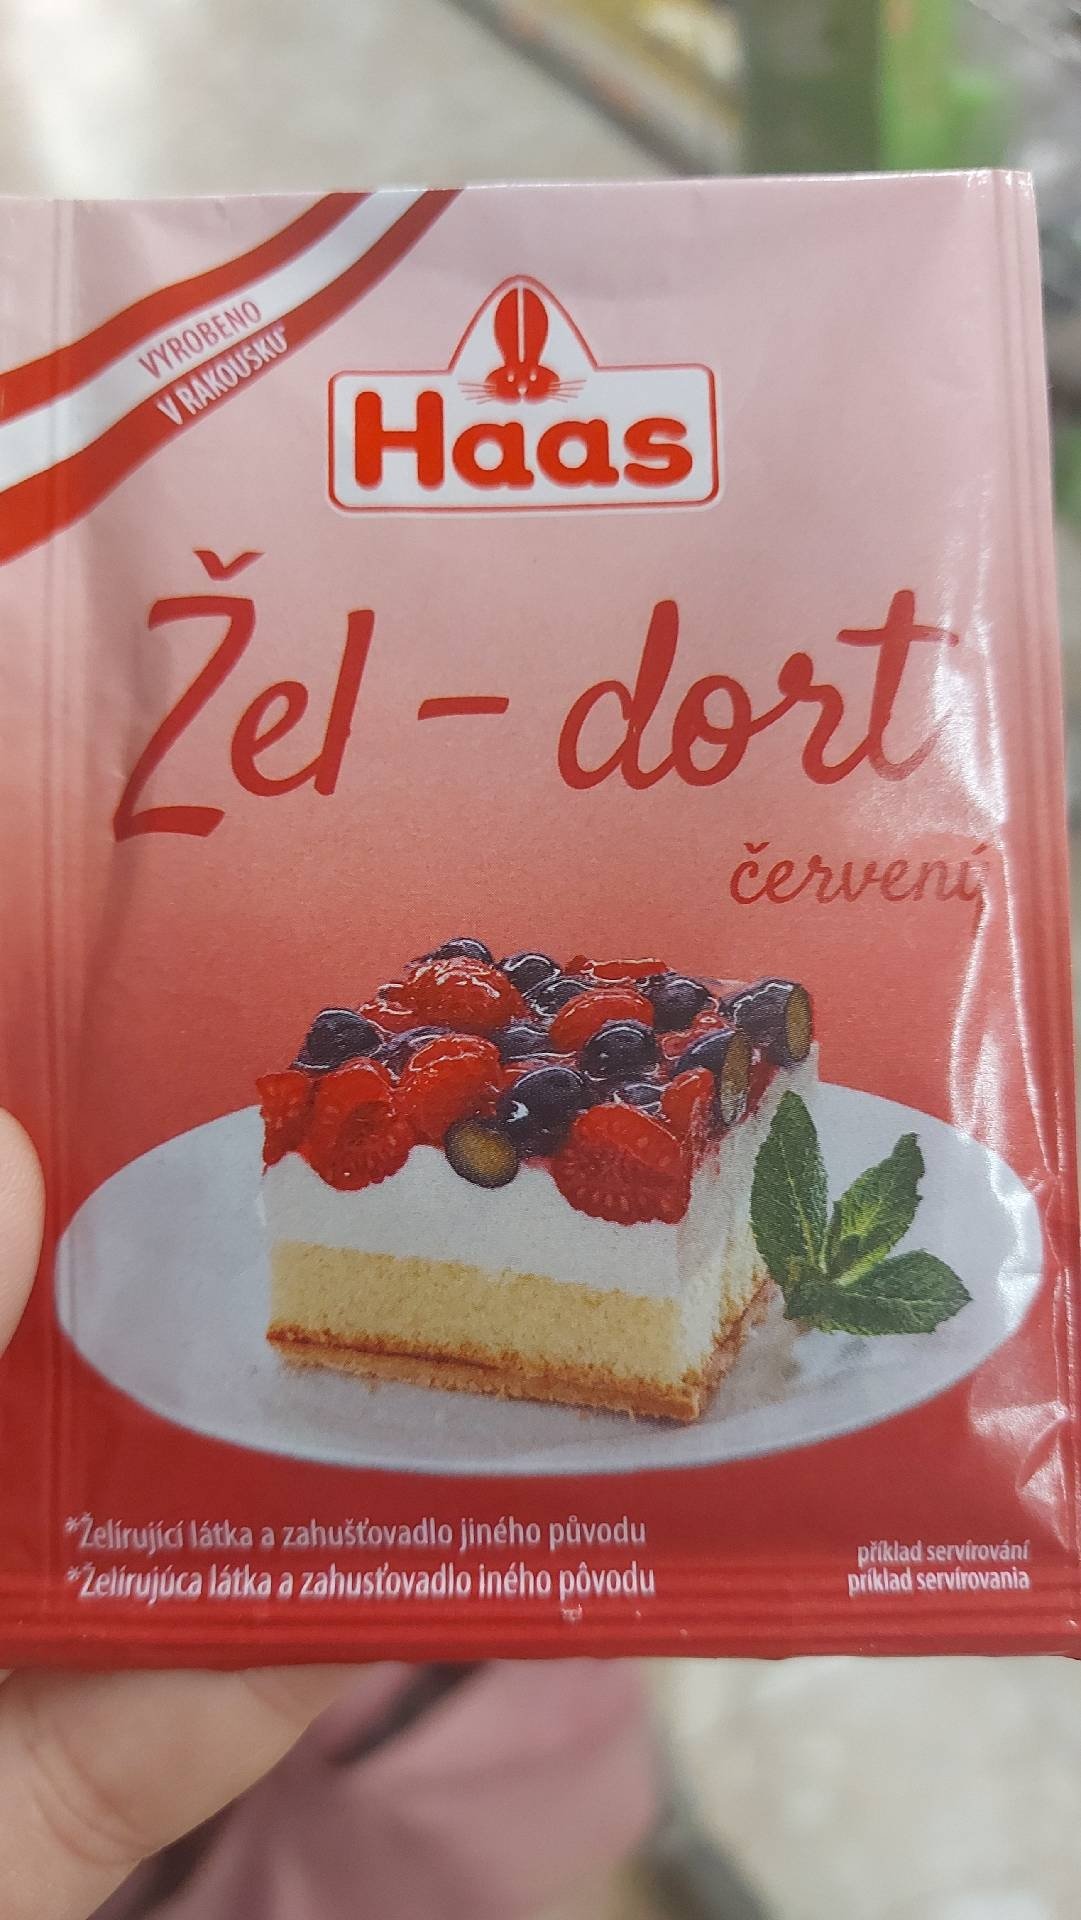 VYROBENO
V RAKOUSKU*
Haas
Žel - dort
červený
*Želírující látka a zahušťovadlo jiného původu
*Želírujúca látka a zahusťovadlo iného pôvodu
příklad servírování
príklad servírovania